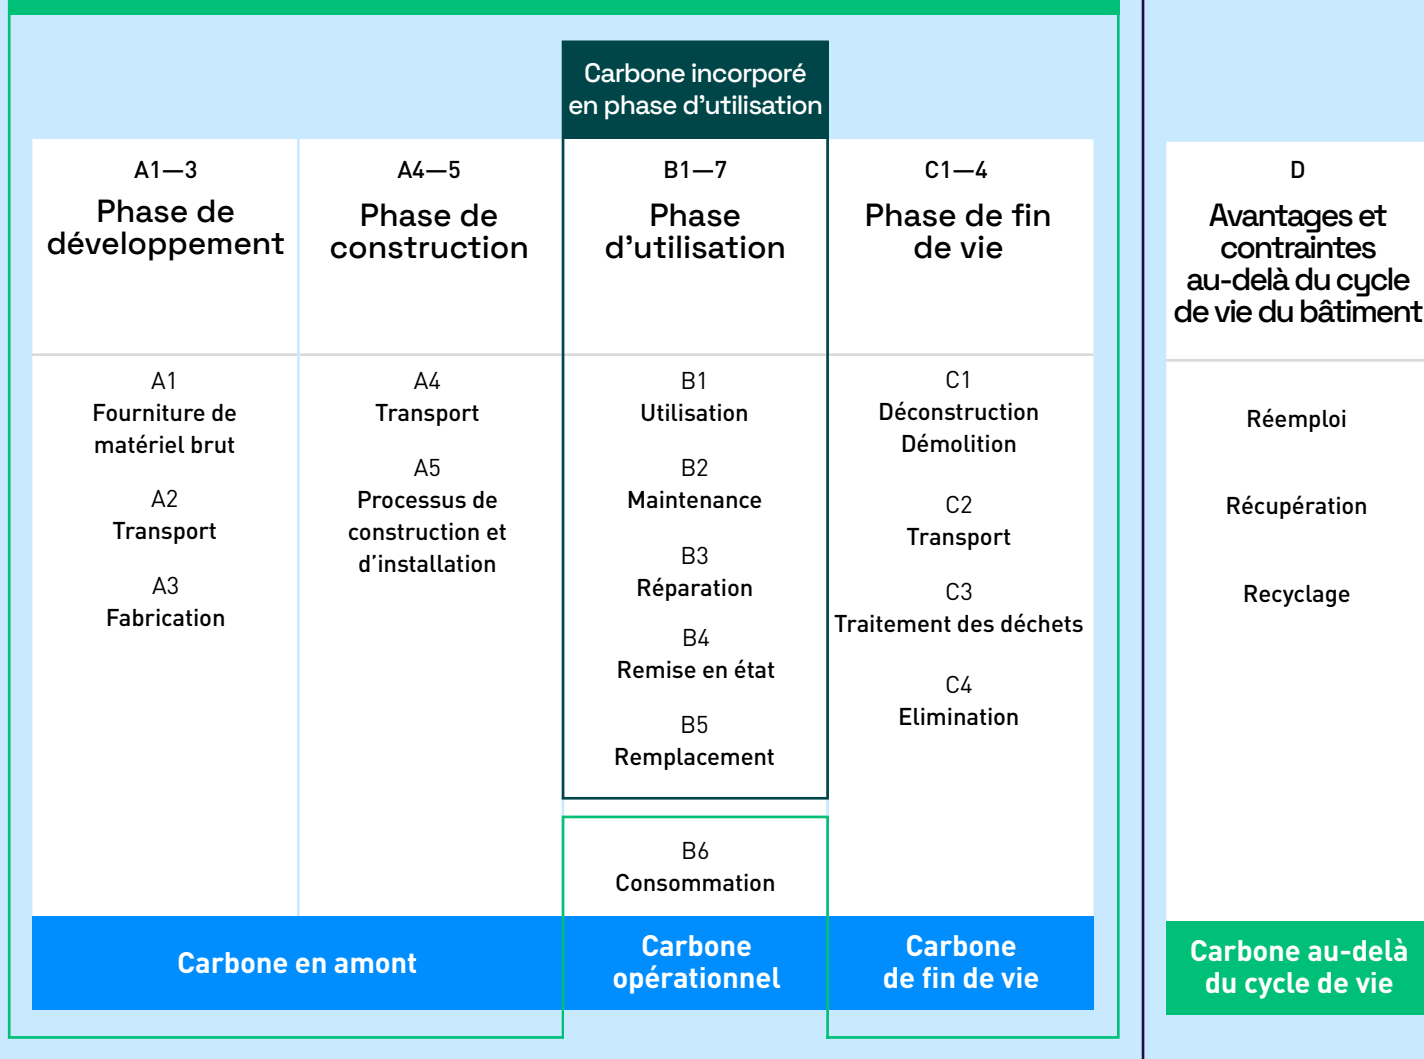 Carbone incorporé
en phase d'utilisation
A1—3
Phase de
développement
A1
Fourniture de
matériel brut
A2
Transport
A3
Fabrication
A4—5
Phase de
construction
A4
Transport
A5
Processus de
construction et
d'installation
Carbone en amont
B1—7
Phase
d'utilisation
B1
Utilisation
B2
Maintenance
B3
Réparation
B4
Remise en état
B5
Remplacement
B6
Consommation
Carbone
opérationnel
C1—4
Phase de fin
de vie
C1
Déconstruction
Démolition
C2
Transport
C3
Traitement des déchets
C4
Elimination
Carbone
de fin de vie
D
Avantages et
contraintes
au-delà du cycle
de vie du bâtiment
Réemploi
Récupération
Recyclage
Carbone au-delà
du cycle de vie